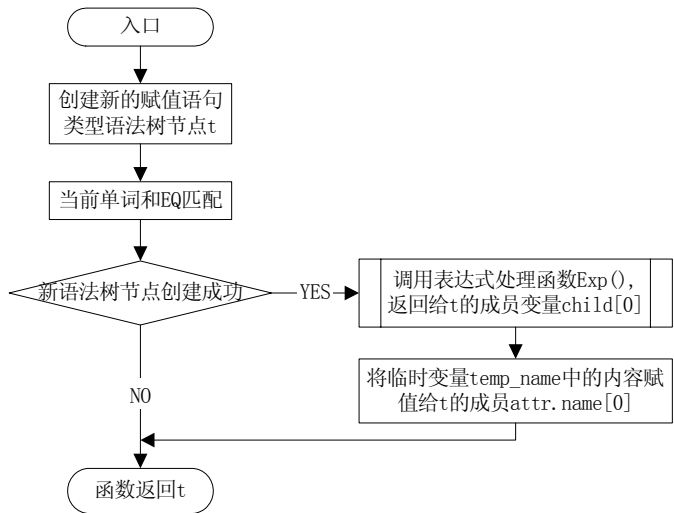 入口
创建新的赋值语句
类型语法树节点t
当前单词和EQ匹配
新语法树节点创建成功
YES
调用表达式处理函数Exp(),
返回给t的成员变量child[0]
将临时变量temp_name中的内容赋
值给t的成员attr.name[0]
NO
函数返回t